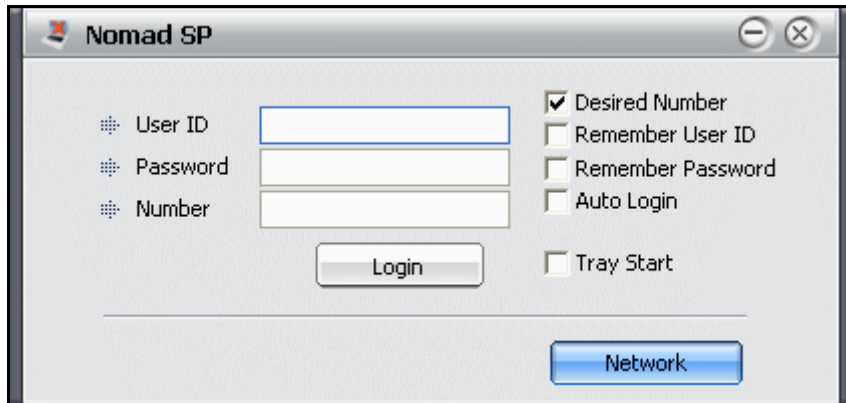 Nomad SP
User ID
Password
Number
Login
Desired Number
Remember User ID
Remember Password
Auto Login
Tray Start
Network